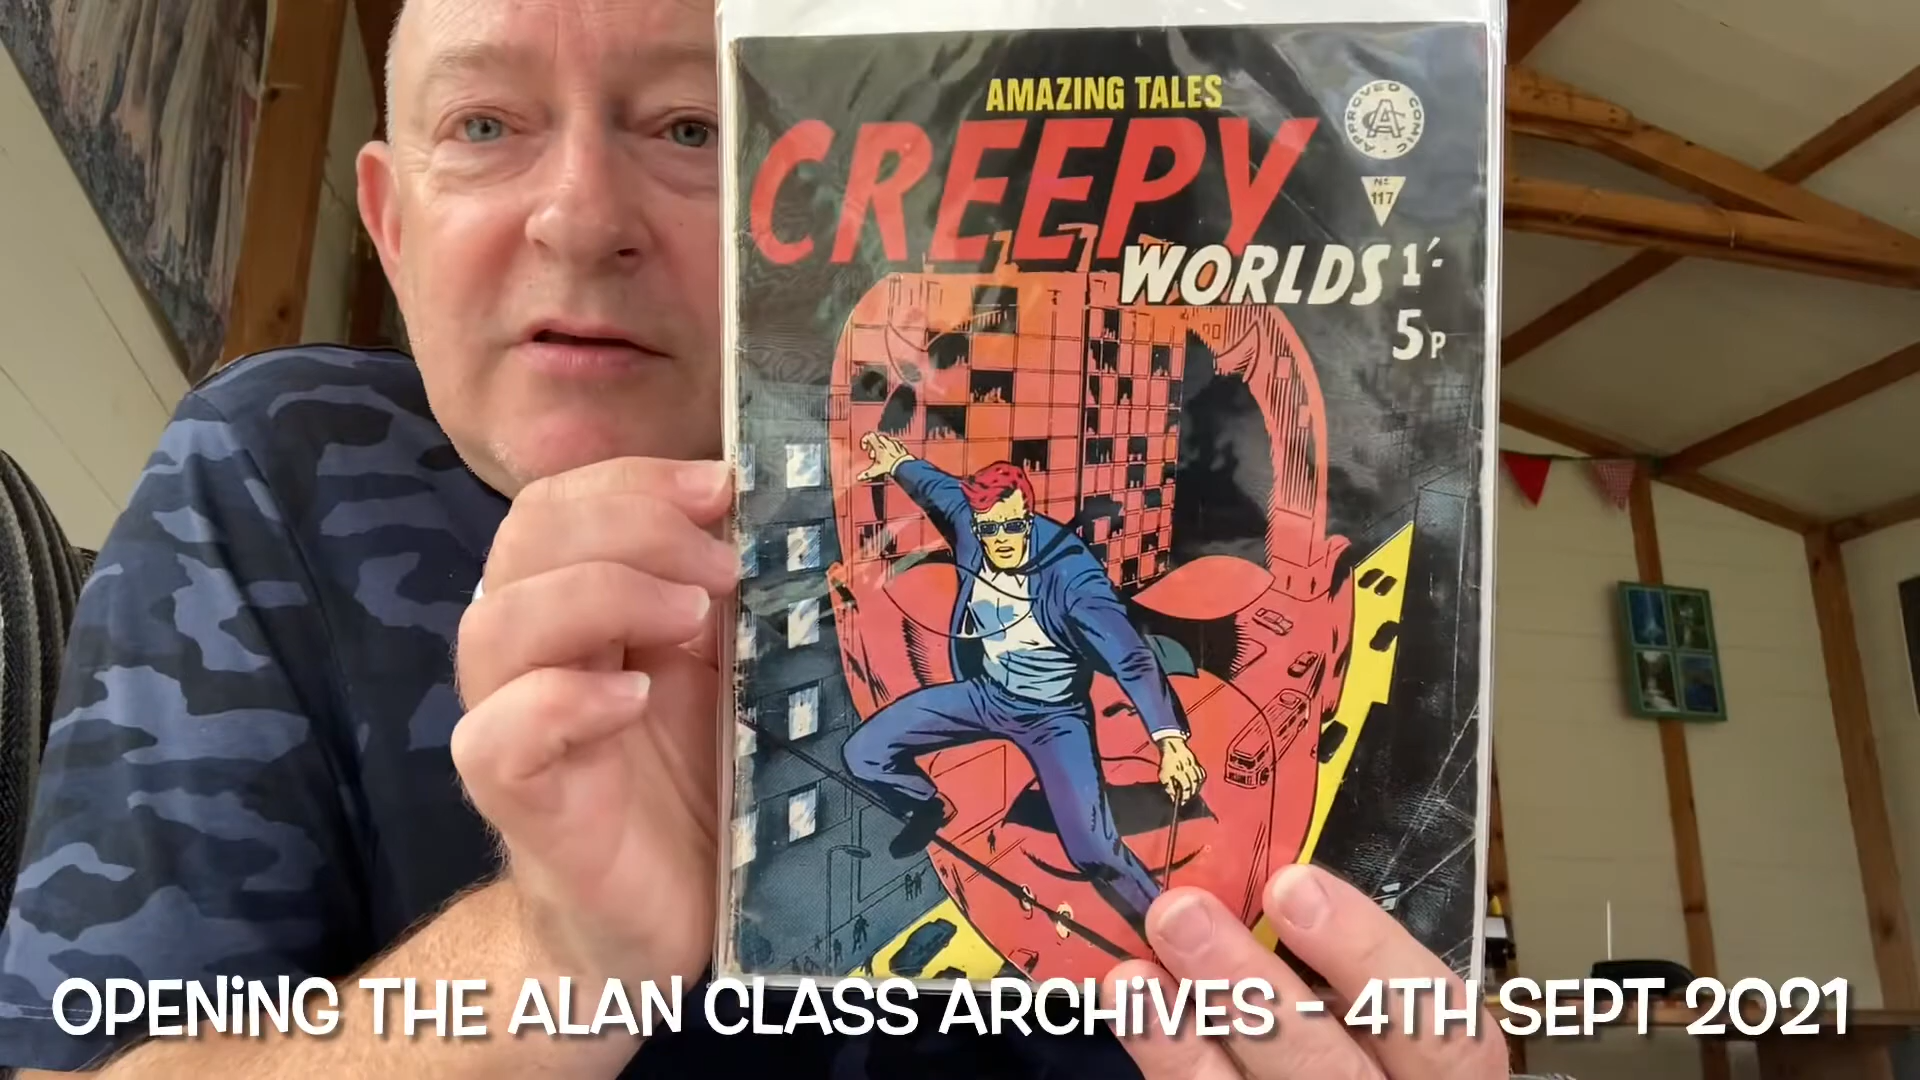 AMAZING TALES
CREEPY
WORLDS
APPROVED COMIC
AC
Nº
117
1'-
5P
OPENING THE ALAN CLASS ARCHIVES - 4TH SEPT 2021